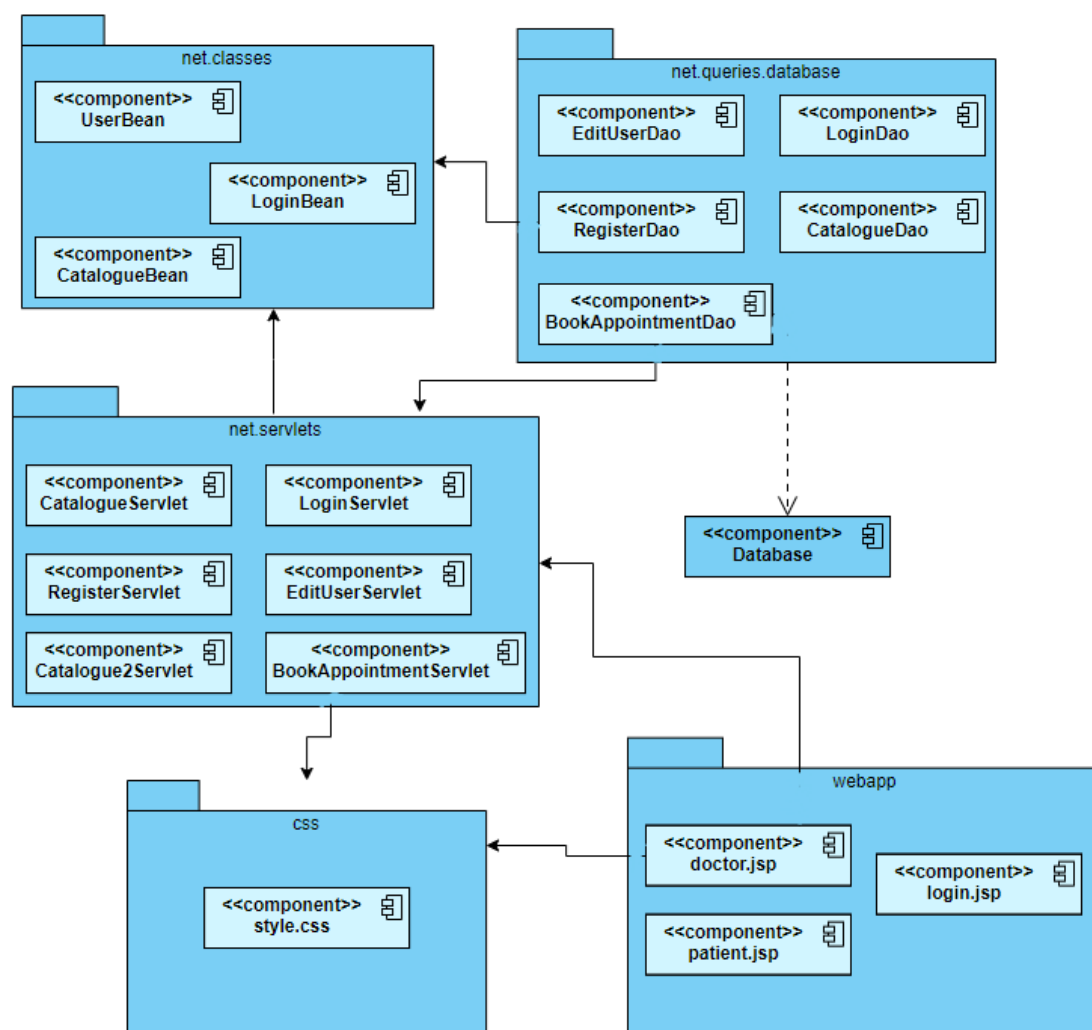 net.classes
<<component>>
UserBean
<<component>>
LoginBean
<<component>>
CatalogueBean
net.queries.database
<<component>>
EditUserDao
<<component>>
LoginDao
<<component>>
RegisterDao
<<component>>
CatalogueDao
<<component>>
BookAppointmentDao
net.servlets
<<component>>
CatalogueServlet
<<component>>
LoginServlet
<<component>>
RegisterServlet
<<component>>
EditUserServlet
<<component>>
Catalogue2Servlet
<<component>>
BookAppointmentServlet
<<component>>
Database
css
<<component>>
style.css
webapp
<<component>>
doctor.jsp
<<component>>
login.jsp
<<component>>
patient.jsp